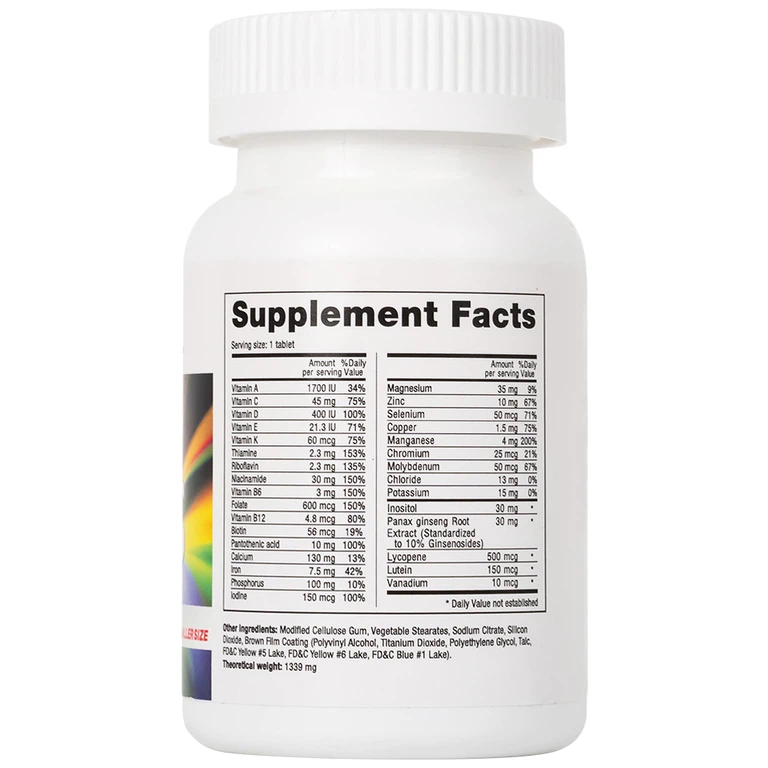 Supplement Facts
Serving size: 1 tablet
Amount %Daily
per serving Value
Vitamin A 1700 IU 34%
Vitamin C 45 mg 75%
Vitamin D 400 IU 100%
Vitamin E 21.3 IU 71%
Vitamin K 60 mcg 75%
Thiamine 2.3 mg 153%
Riboflavin 2.3 mg 135%
Niacinamide 30 mg 150%
Vitamin B6 3 mg 150%
Folate 600 mcg 150%
Vitamin B12 4.8 mcg 80%
Biotin 56 mcg 19%
Pantothenic acid 10 mg 100%
Calcium 130 mg 13%
Iron 7.5 mg 42%
Phosphorus 100 mg 10%
Iodine 150 mcg 100%
Amount %Daily
per serving Value
Magnesium 35 mg 9%
Zinc 10 mg 67%
Selenium 50 mcg 71%
Copper 1.5 mg 75%
Manganese 4 mg 200%
Chromium 25 mcg 21%
Molybdenum 50 mcg 67%
Chloride 13 mg 0%
Potassium 15 mg 0%
Inositol 30 mg *
Panax ginseng Root 30 mg *
Extract (Standardized
to 10% Ginsenosides)
Lycopene 500 mcg *
Lutein 150 mcg *
Vanadium 10 mcg *
* Daily Value not established
Other ingredients: Modified Cellulose Gum, Vegetable Stearates, Sodium Citrate, Silicon
Dioxide, Brown Film Coating (Polyvinyl Alcohol, Titanium Dioxide, Polyethylene Glycol, Talc,
FD&C Yellow #5 Lake, FD&C Yellow #6 Lake, FD&C Blue #1 Lake).
Theoretical weight: 1339 mg
SIZE